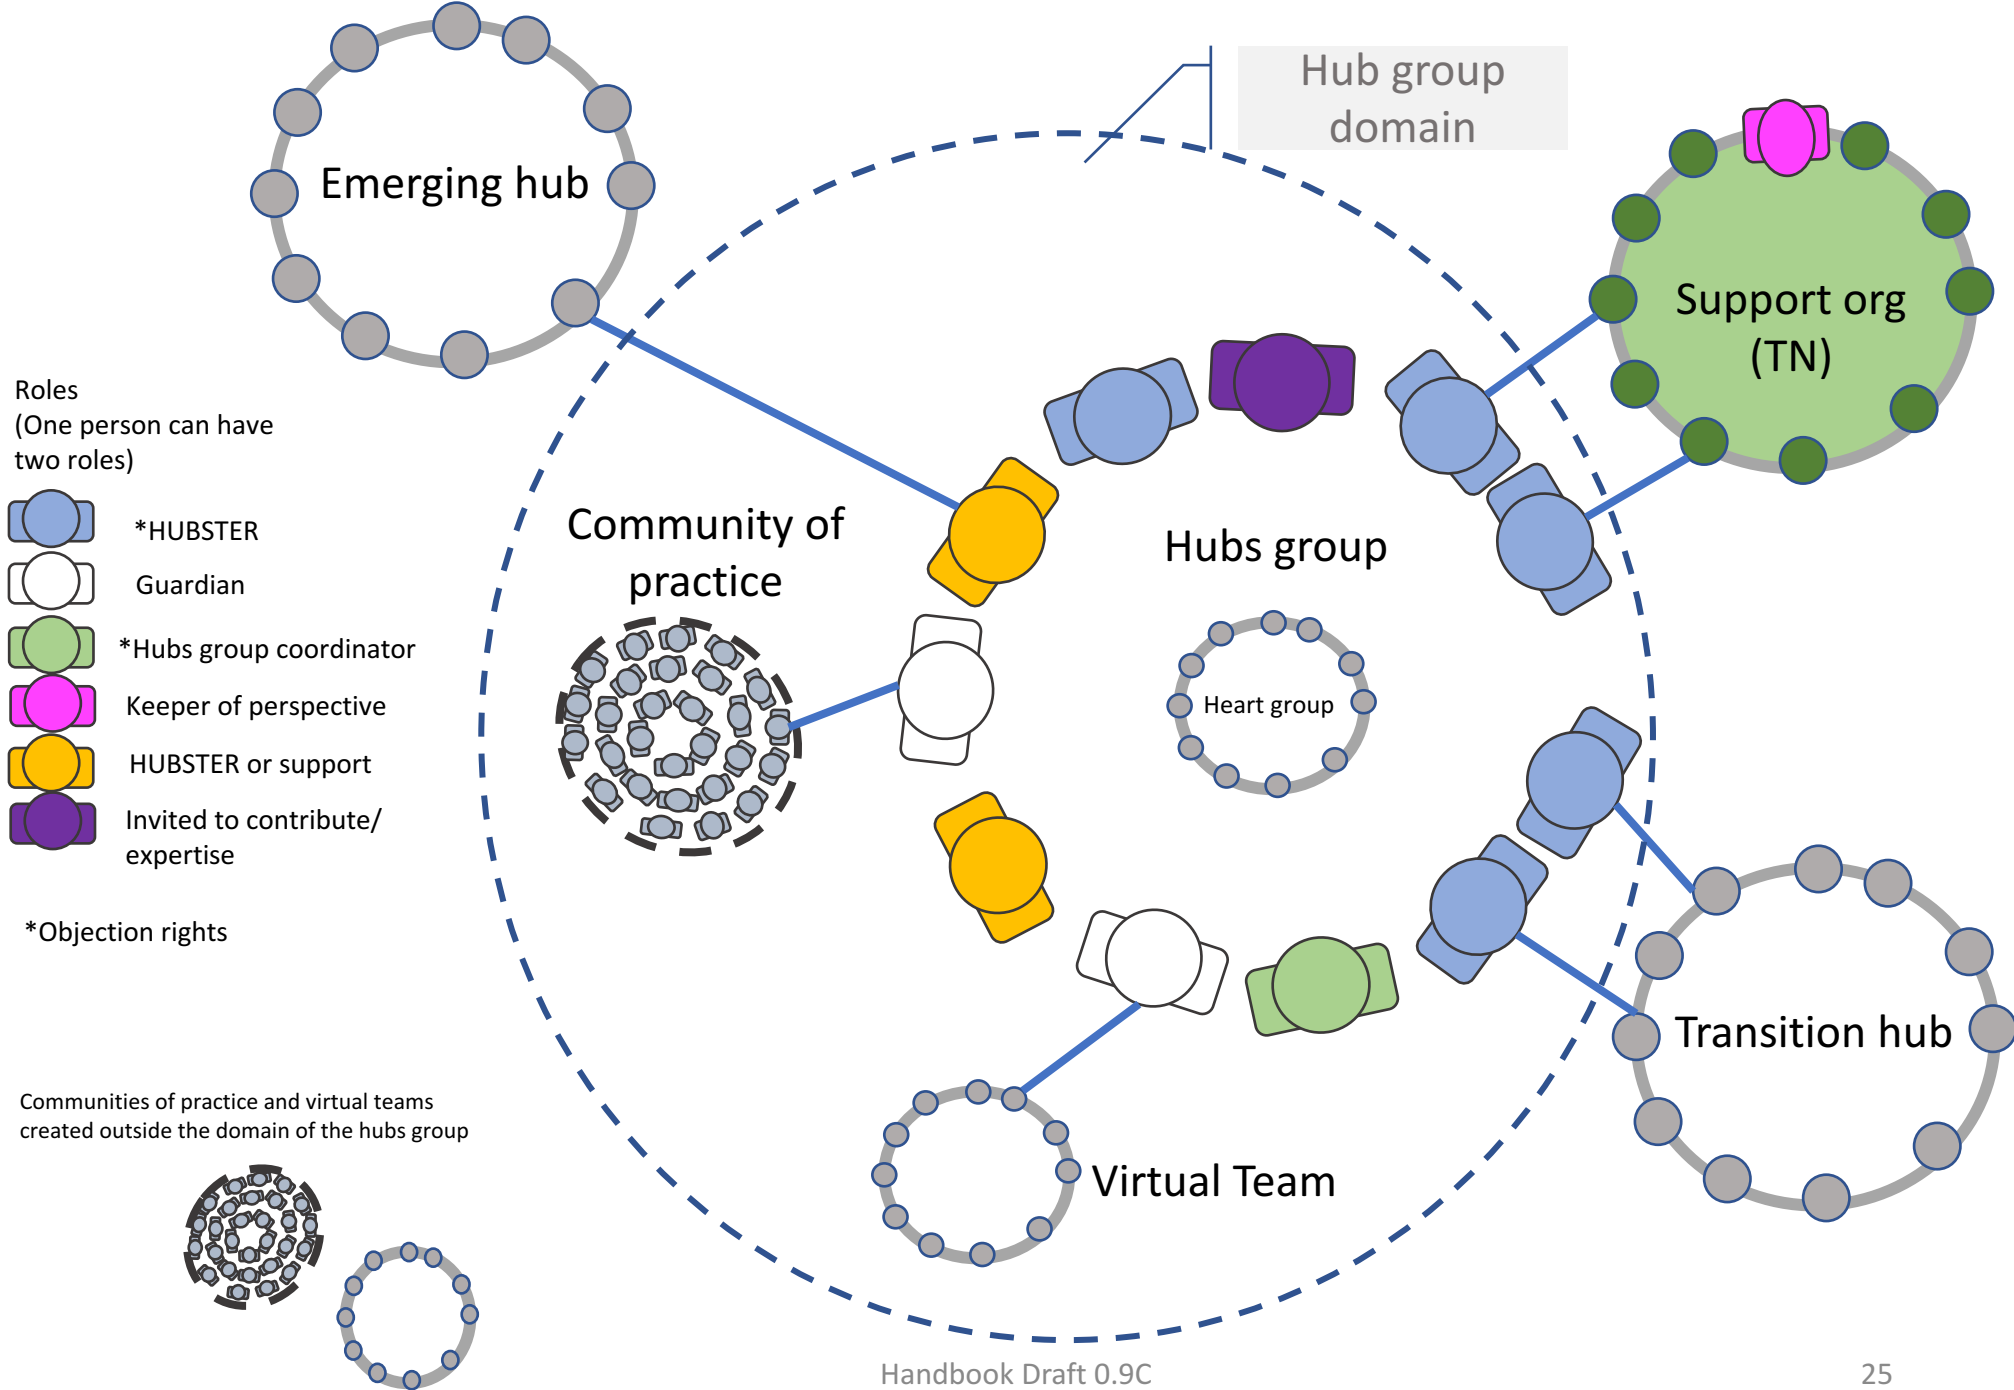 Hub group
domain
Emerging hub
Support org
(TN)
Roles
(One person can have
two roles)
*HUBSTER
Guardian
*Hubs group coordinator
Keeper of perspective
HUBSTER or support
Invited to contribute/
expertise
*Objection rights
Community of
practice
Hubs group
Heart group
Transition hub
Virtual Team
Communities of practice and virtual teams
created outside the domain of the hubs group
Handbook Draft 0.9C
25